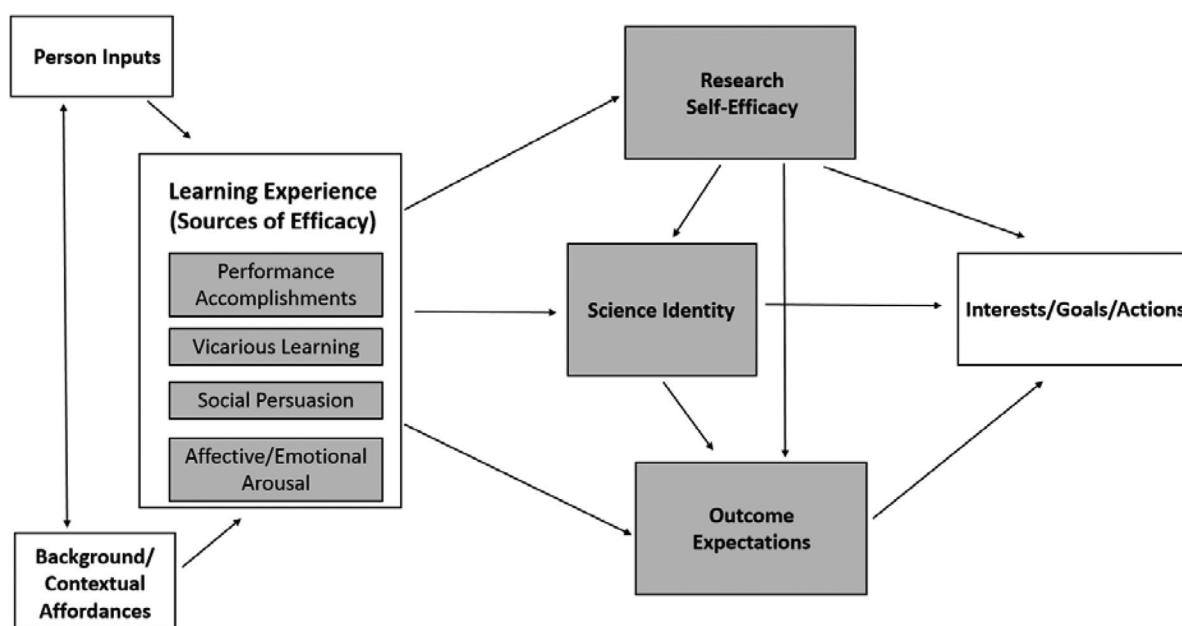 Person Inputs
Learning Experience
(Sources of Efficacy)
Performance
Accomplishments
Vicarious Learning
Social Persuasion
Affective/Emotional
Arousal
Background/
Contextual
Affordances
Research
Self-Efficacy
Science Identity
Outcome
Expectations
Interests/Goals/Actions